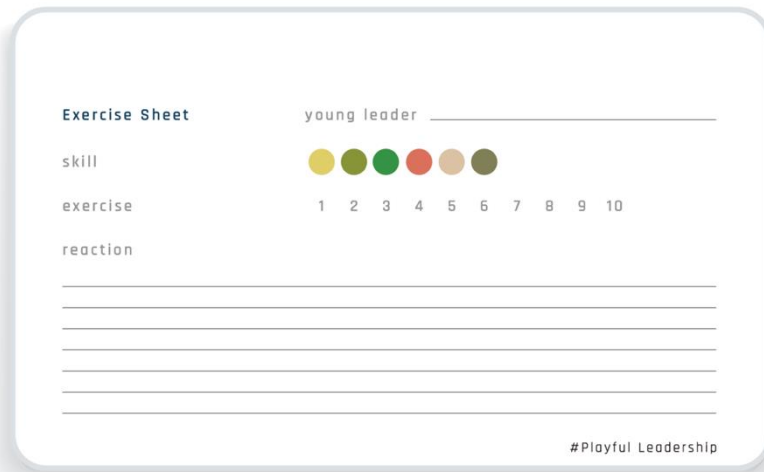 Exercise Sheet young leader
skill
exercise 1 2 3 4 5 6 7 8 9 10
reaction
#Playful Leadership